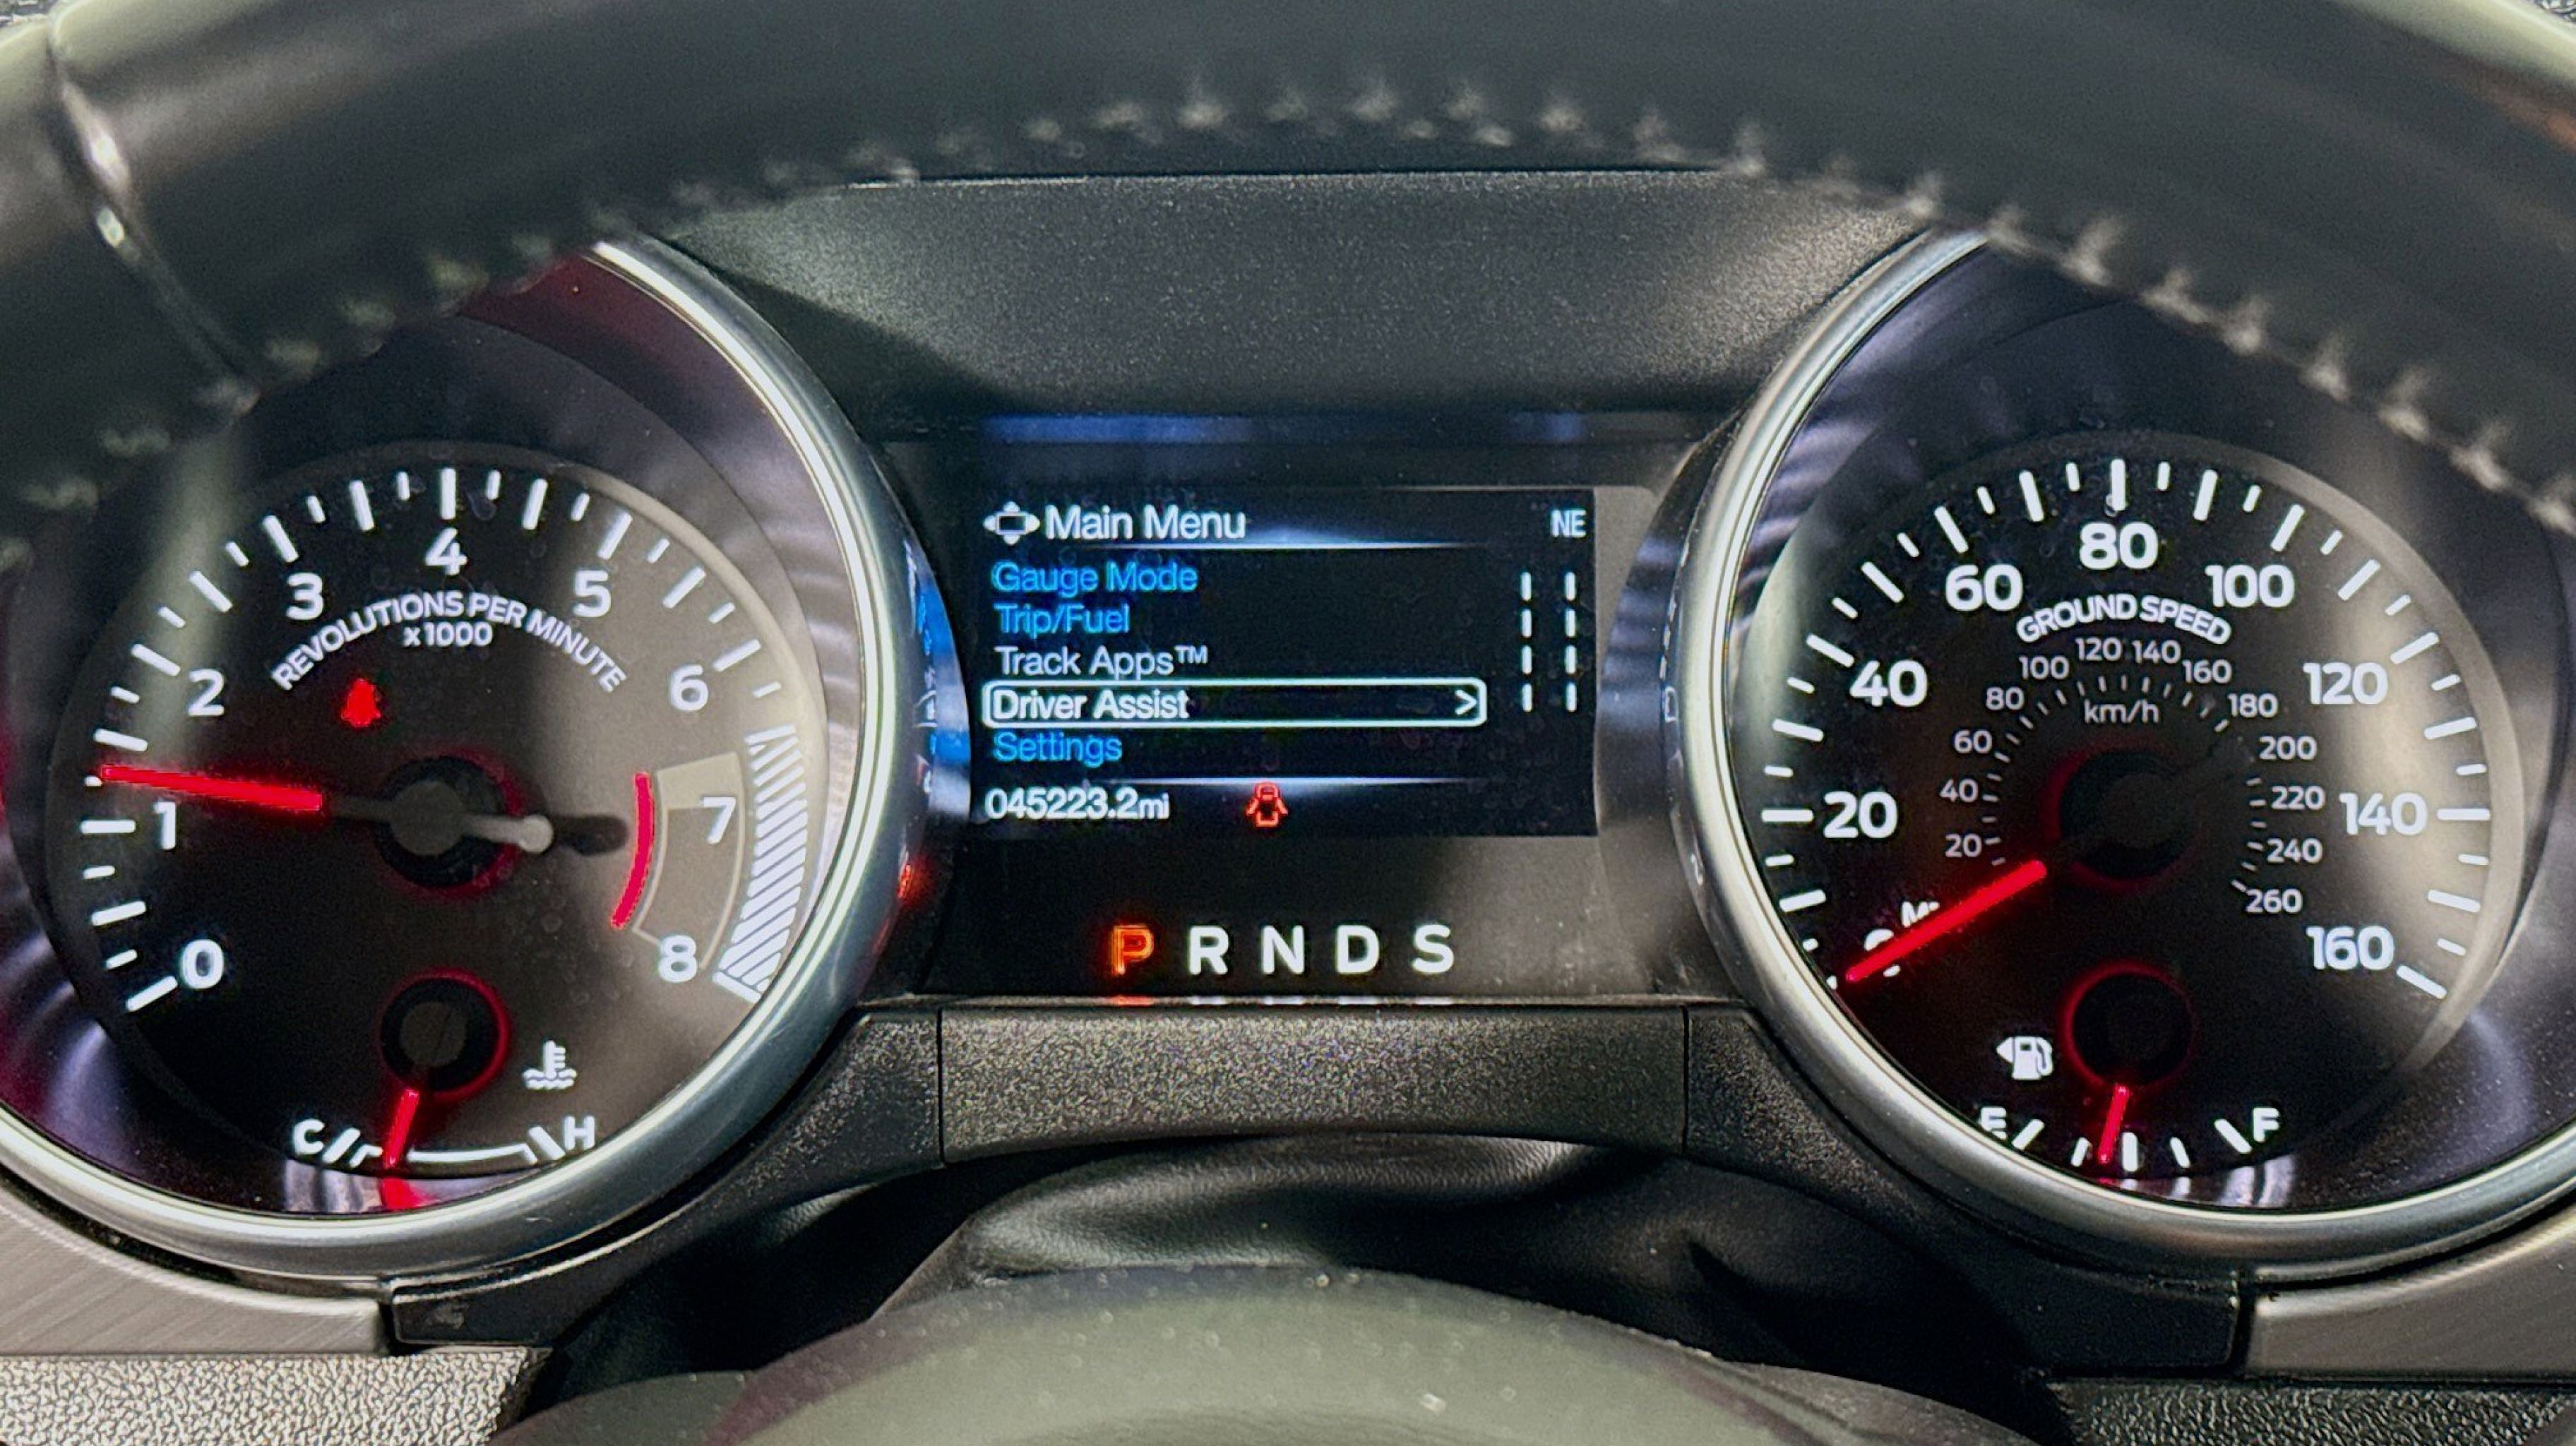 0
1
2
3
4
5
6
7
8
REVOLUTIONS PER MINUTE
x1000
C H
Main Menu NE
Gauge Mode
Trip/Fuel
Track Apps™
Driver Assist >
Settings
045223.2mi
P R N D S
20
40
60
80
100
120
140
160
GROUND SPEED
km/h
20
40
60
80
100
120
140
160
180
200
220
240
260
E F